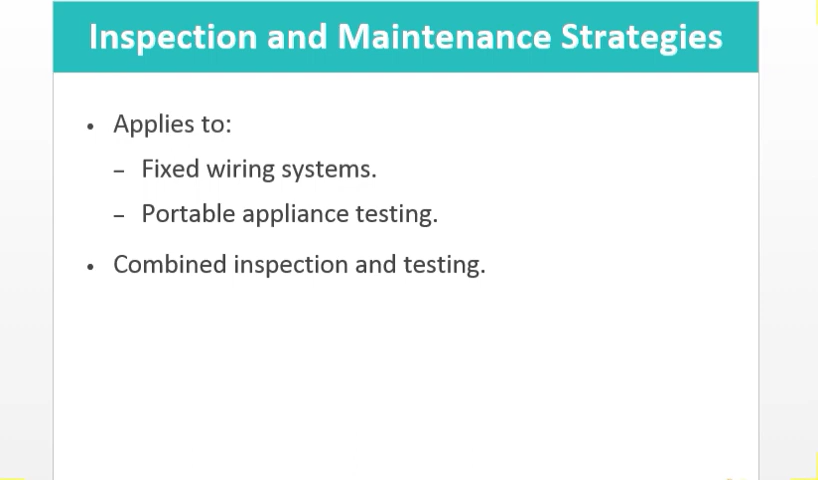 Inspection and Maintenance Strategies
• Applies to:
– Fixed wiring systems.
– Portable appliance testing.
• Combined inspection and testing.